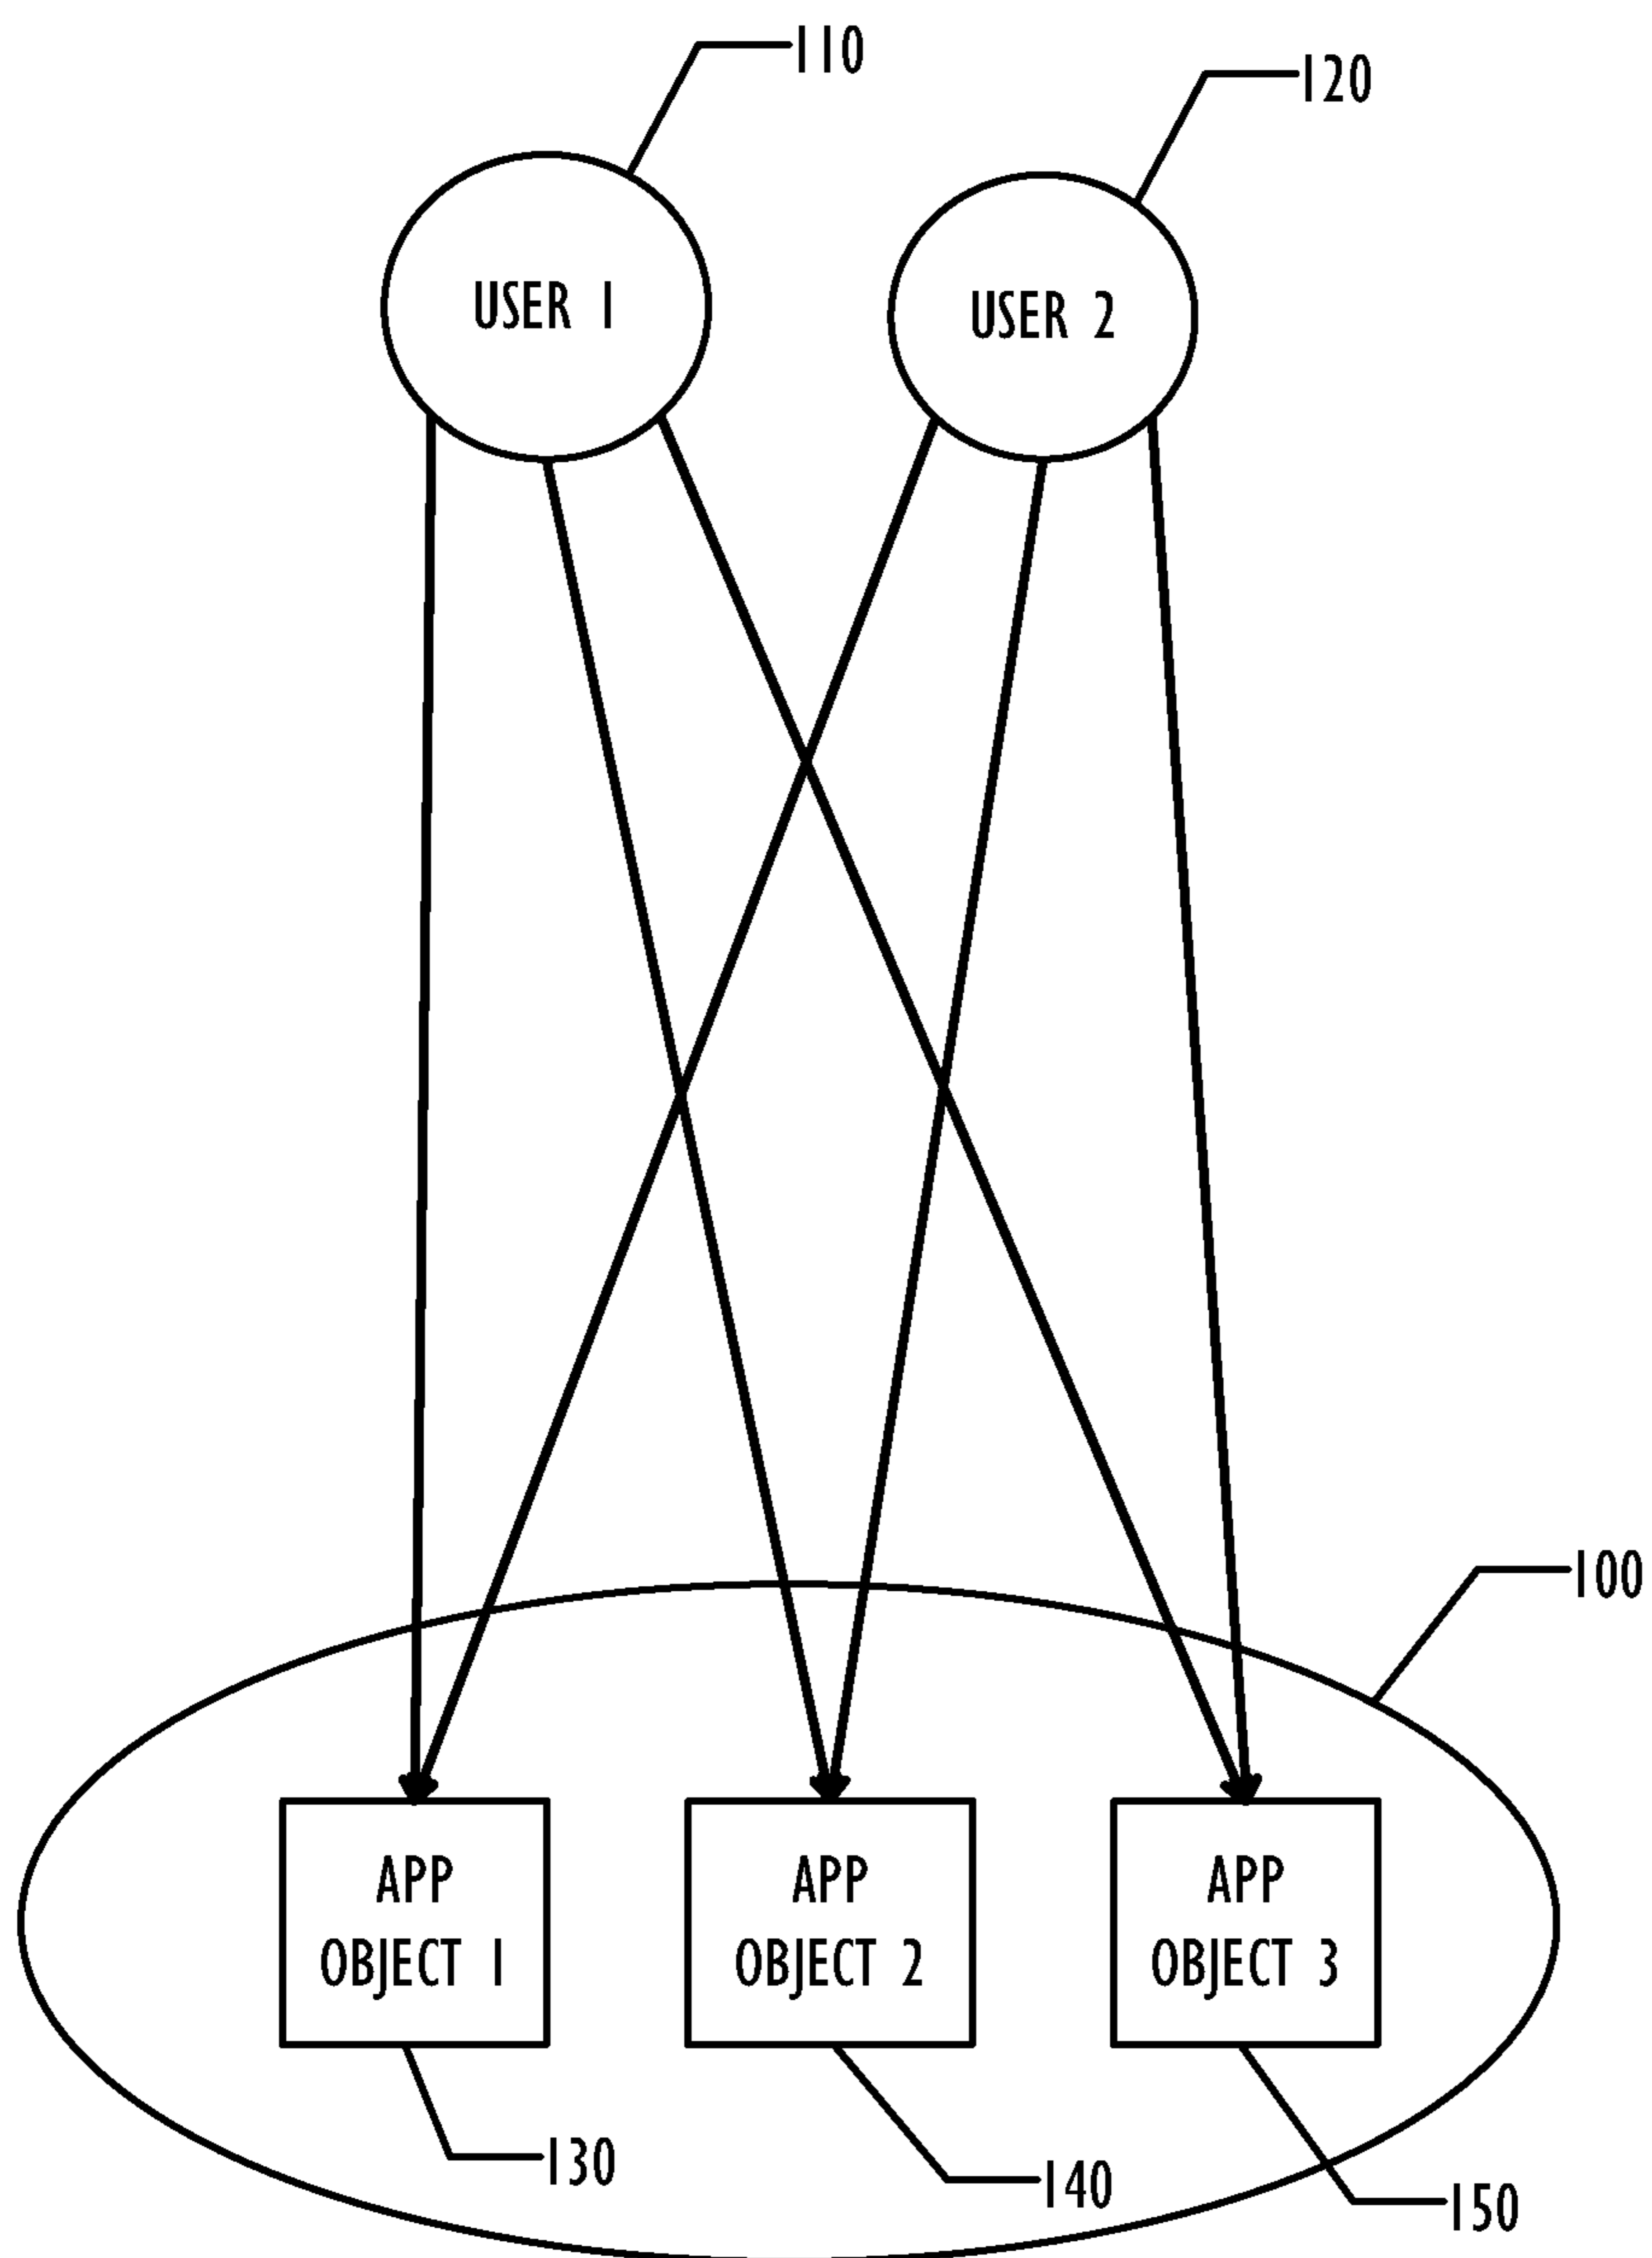 110
120
USER 1
USER 2
100
APP
OBJECT 1
APP
OBJECT 2
APP
OBJECT 3
130
140
150